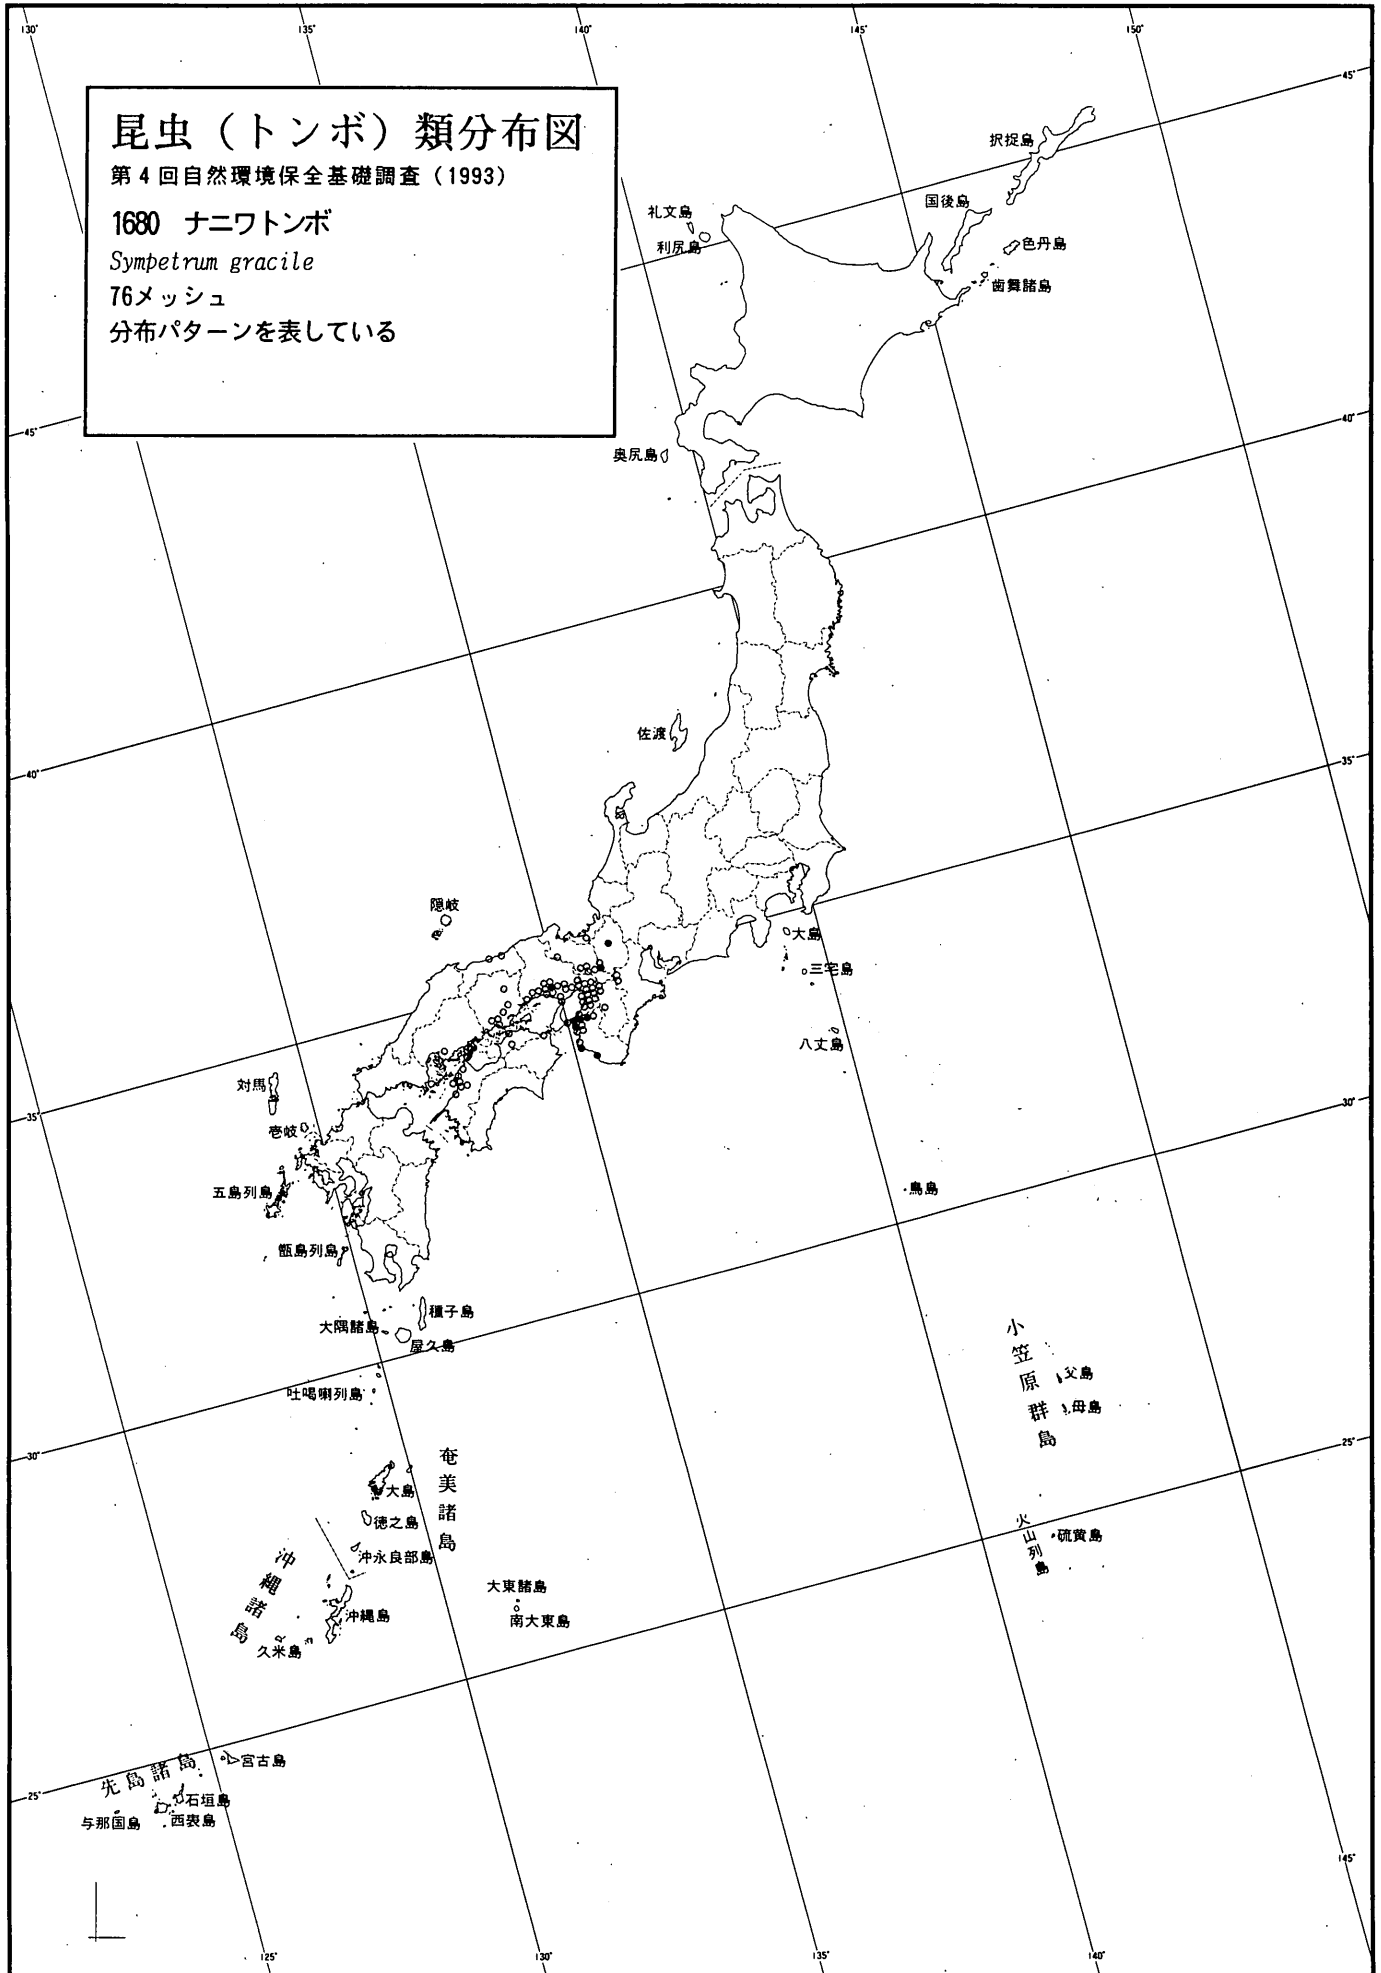 130°
135°
140°
145°
150°
45°
昆虫（トンボ）類分布図
第4回自然環境保全基礎調査（1993）
1680　ナニワトンボ
Sympetrum gracile
76メッシュ
分布パターンを表している
択捉島
礼文島
国後島
利尻島
色丹島
歯舞諸島
45°
40°
奥尻島
佐渡
40°
35°
隠岐
大島
三宅島
八丈島
対馬
35°
30°
壱岐
五島列島
鳥島
甑島列島
種子島
大隅諸島
屋久島
吐噶喇列島
小笠原群島
父島
母島
30°
25°
奄美諸島
大島
徳之島
沖永良部島
火山列島
硫黄島
沖縄諸島
沖縄島
久米島
大東諸島
南大東島
先島諸島
宮古島
石垣島
与那国島
西表島
25°
145°
125°
130°
135°
140°